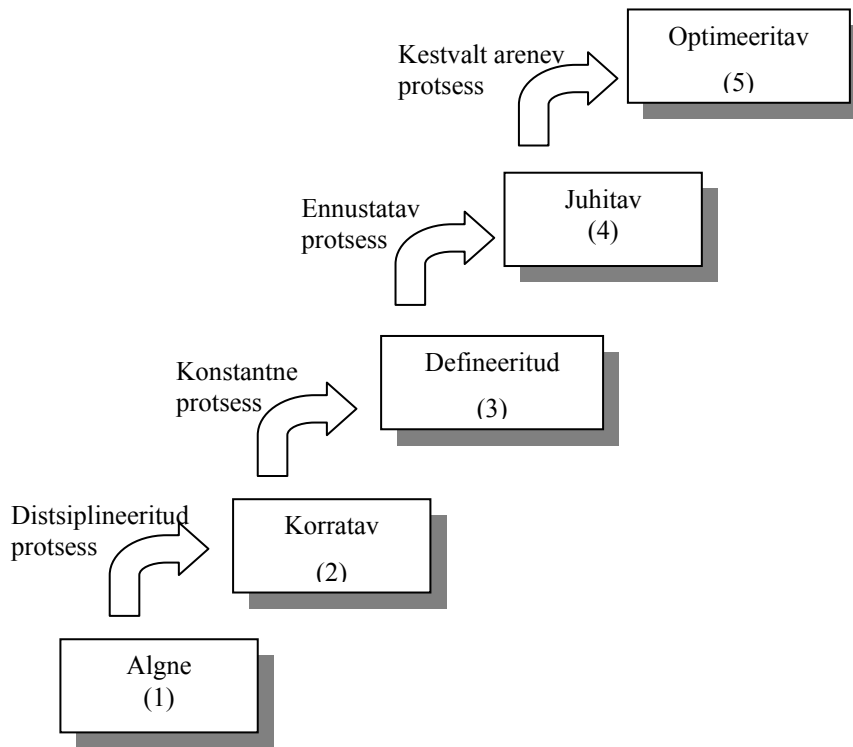 Kestvalt arenev
protsess
Optimeeritav
(5)
Ennustatav
protsess
Juhitav
(4)
Konstantne
protsess
Defineeritud
(3)
Distsiplineeritud
protsess
Korratav
(2)
Algne
(1)